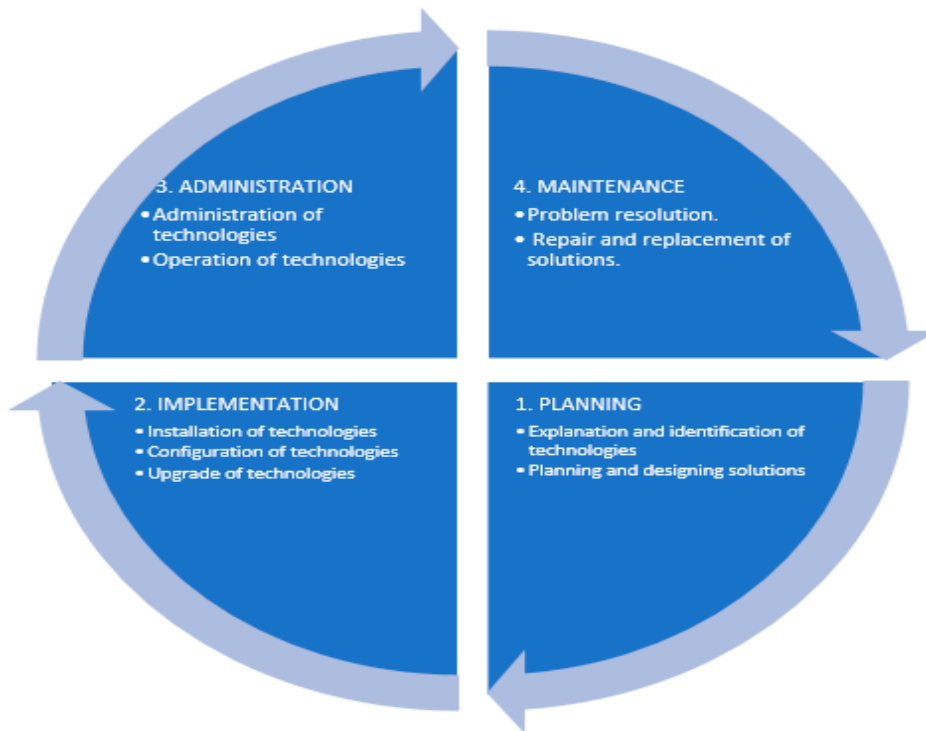 3. ADMINISTRATION
•Administration of
technologies
•Operation of technologies
4. MAINTENANCE
•Problem resolution.
• Repair and replacement of
solutions.
2. IMPLEMENTATION
•Installation of technologies
•Configuration of technologies
•Upgrade of technologies
1. PLANNING
•Explanation and identification of
technologies
•Planning and designing solutions